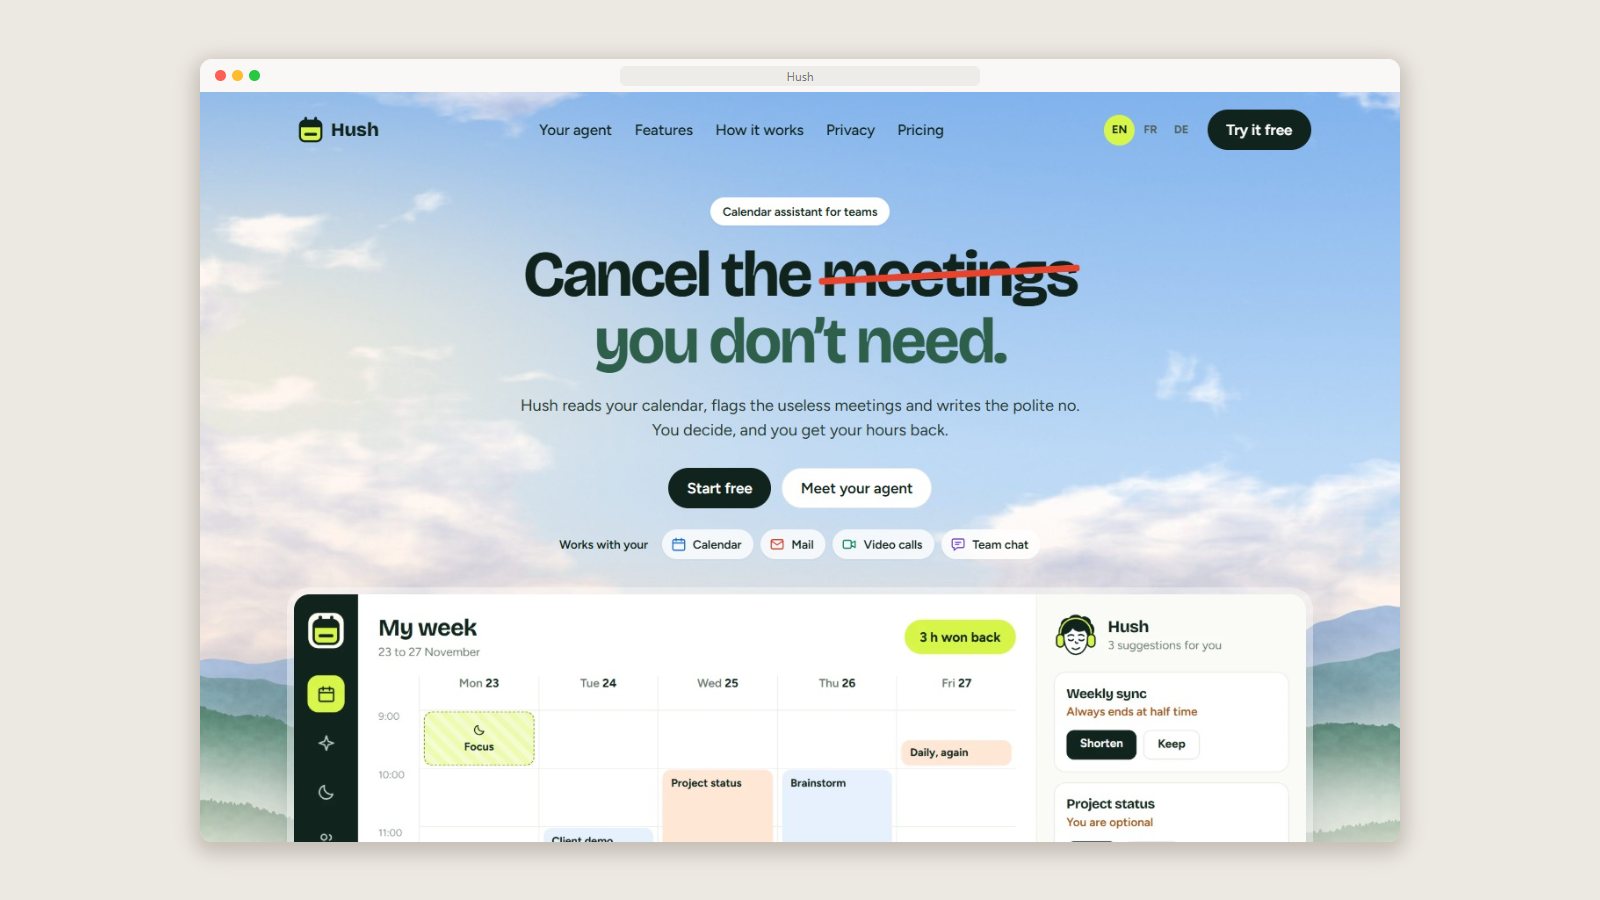 Hush
Hush
Your agent
Features
How it works
Privacy
Pricing
EN
FR
DE
Try it free
Calendar assistant for teams
Cancel the meetings
you don’t need.
Hush reads your calendar, flags the useless meetings and writes the polite no.
You decide, and you get your hours back.
Start free
Meet your agent
Works with your
Calendar
Mail
Video calls
Team chat
My week
23 to 27 November
3 h won back
Mon 23
Tue 24
Wed 25
Thu 26
Fri 27
9:00
Focus
Daily, again
10:00
Project status
Brainstorm
11:00
Client demo
Hush
3 suggestions for you
Weekly sync
Always ends at half time
Shorten
Keep
Project status
You are optional